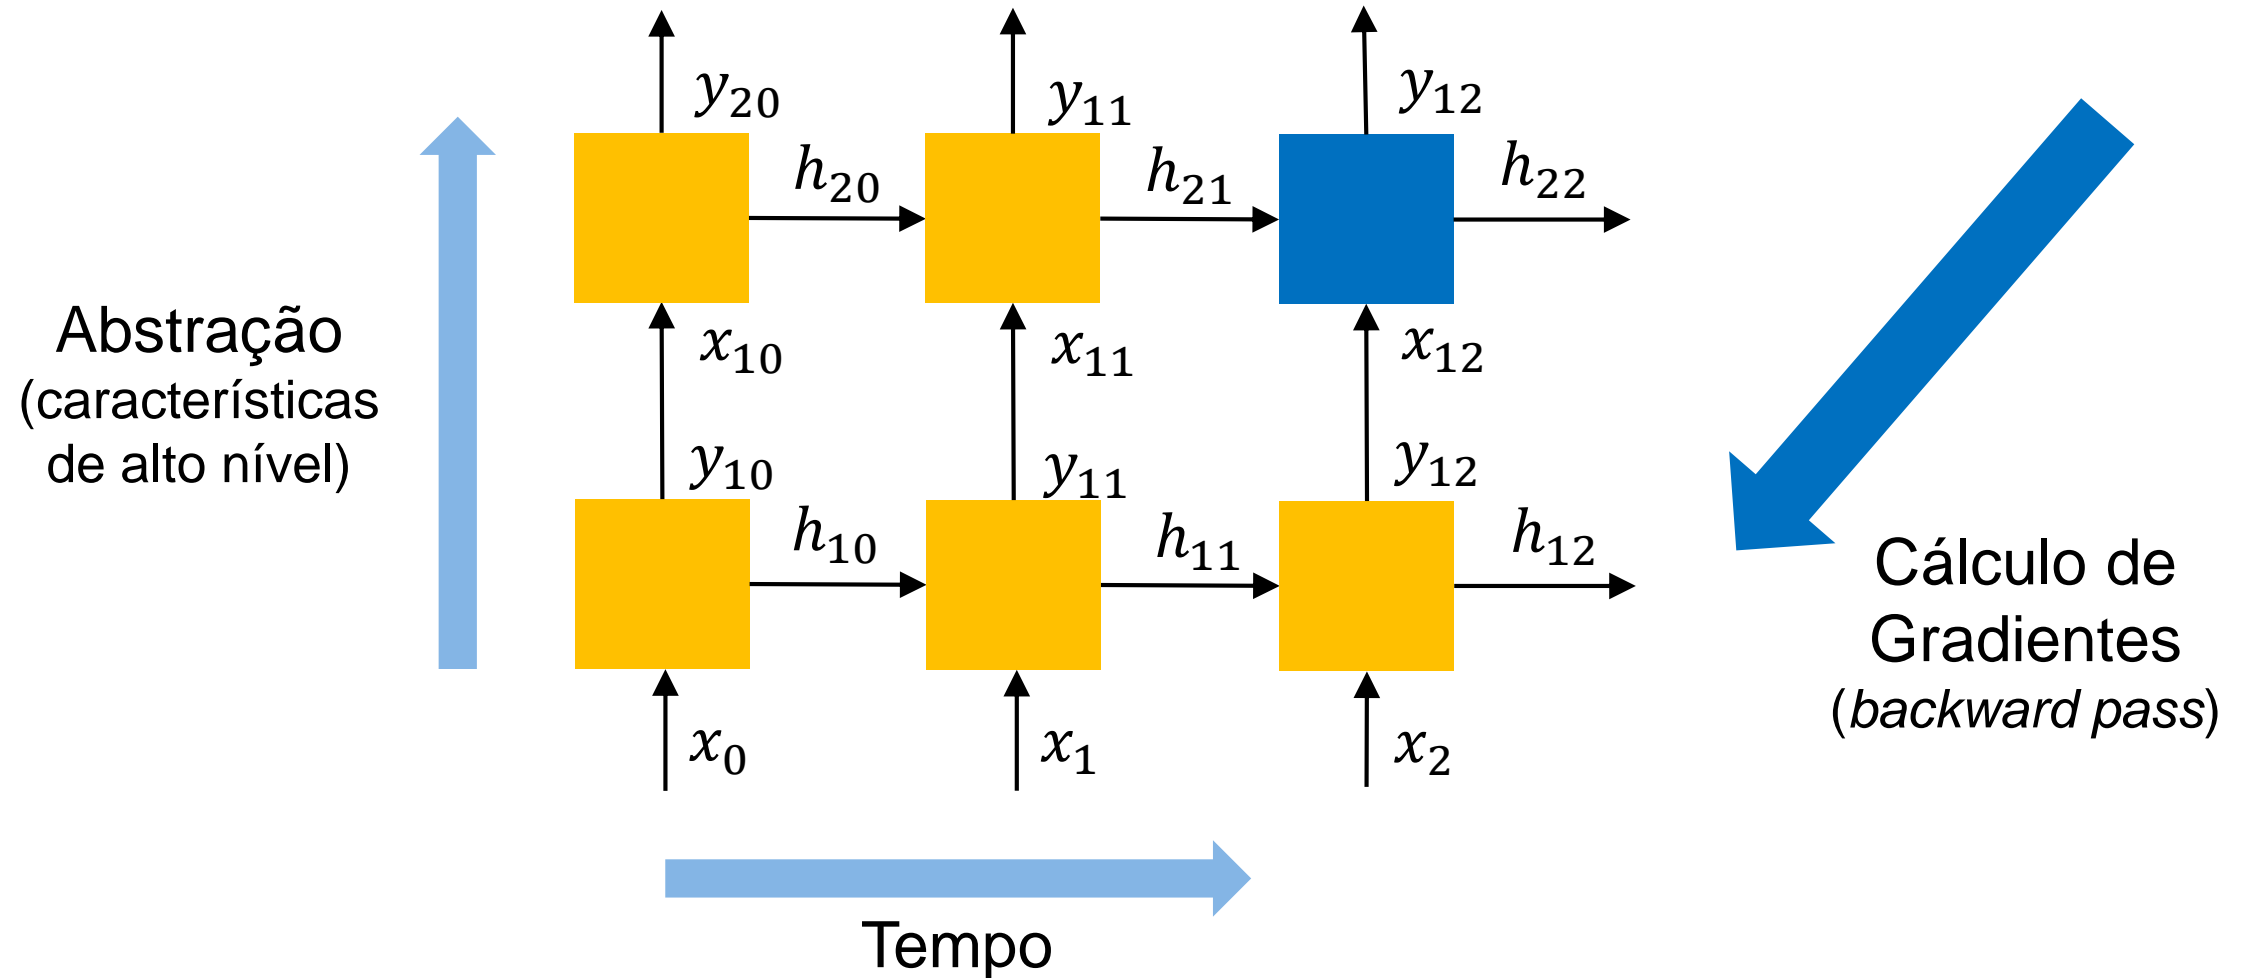 y₂₀ y₁₁ y₁₂
h₂₀ h₂₁ h₂₂
x₁₀ x₁₁ x₁₂
Abstração
(características
de alto nível)
y₁₀ y₁₁ y₁₂
h₁₀ h₁₁ h₁₂
Cálculo de
Gradientes
(backward pass)
x₀ x₁ x₂
Tempo